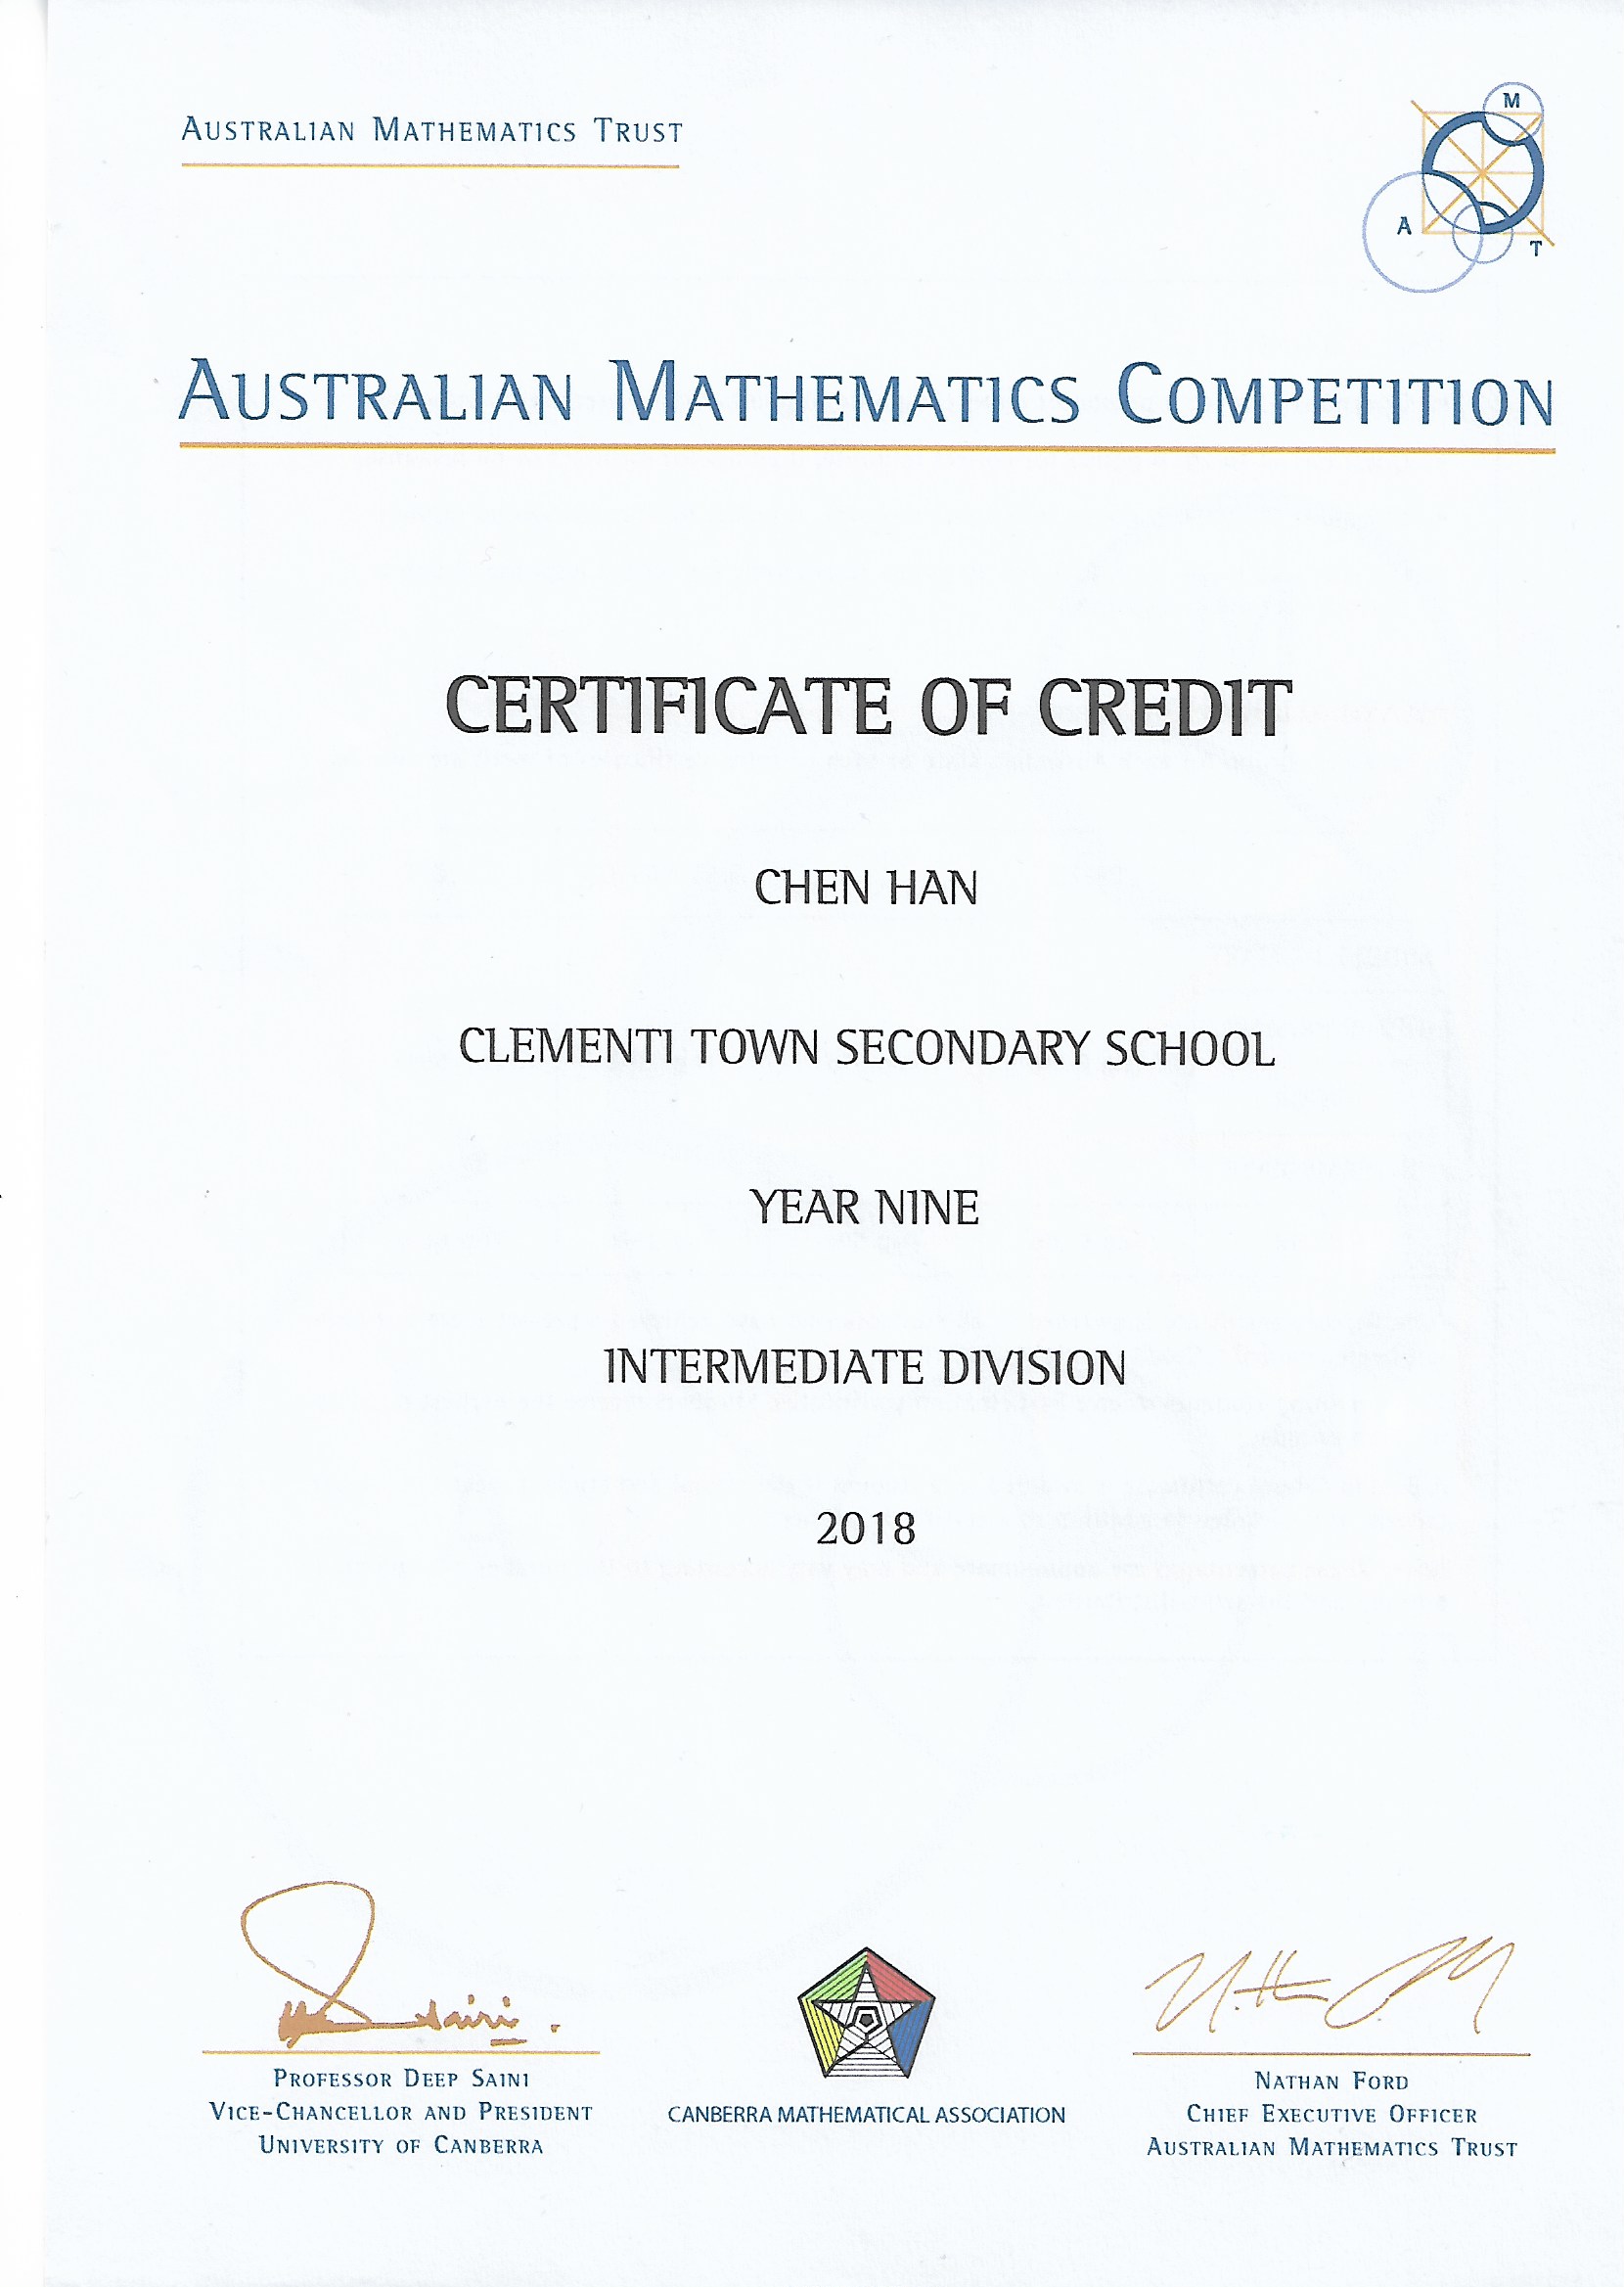 AUSTRALIAN MATHEMATICS TRUST
M
A
T
AUSTRALIAN MATHEMATICS COMPETITION
CERTIFICATE OF CREDIT
CHEN HAN
CLEMENTI TOWN SECONDARY SCHOOL
YEAR NINE
INTERMEDIATE DIVISION
2018
PROFESSOR DEEP SAINI
VICE-CHANCELLOR AND PRESIDENT
UNIVERSITY OF CANBERRA
CANBERRA MATHEMATICAL ASSOCIATION
NATHAN FORD
CHIEF EXECUTIVE OFFICER
AUSTRALIAN MATHEMATICS TRUST